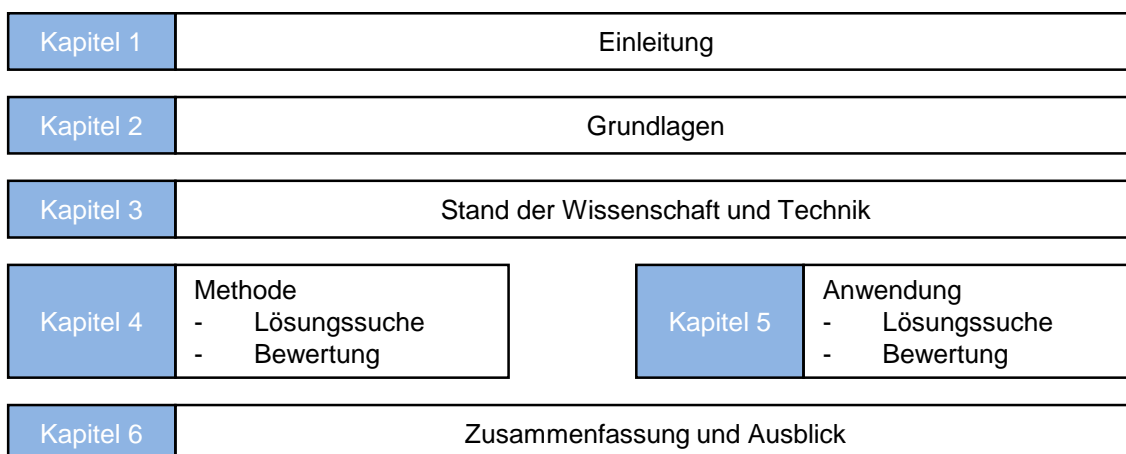 Kapitel 1 Einleitung
Kapitel 2 Grundlagen
Kapitel 3 Stand der Wissenschaft und Technik
Kapitel 4
Methode
- Lösungssuche
- Bewertung
Kapitel 5
Anwendung
- Lösungssuche
- Bewertung
Kapitel 6 Zusammenfassung und Ausblick